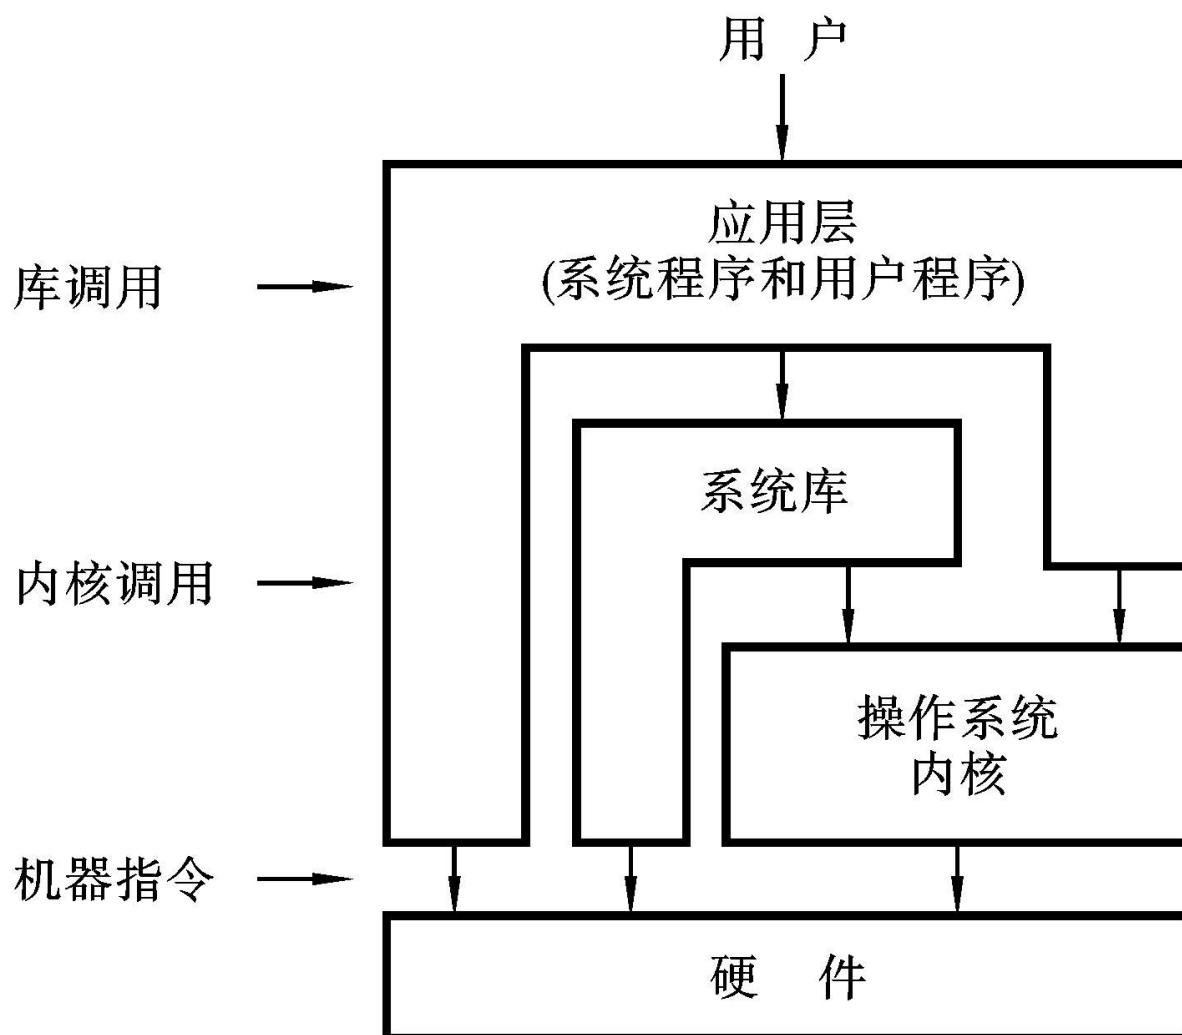 用 户
应用层
(系统程序和用户程序)
库调用
系统库
内核调用
操作系统
内核
机器指令
硬 件